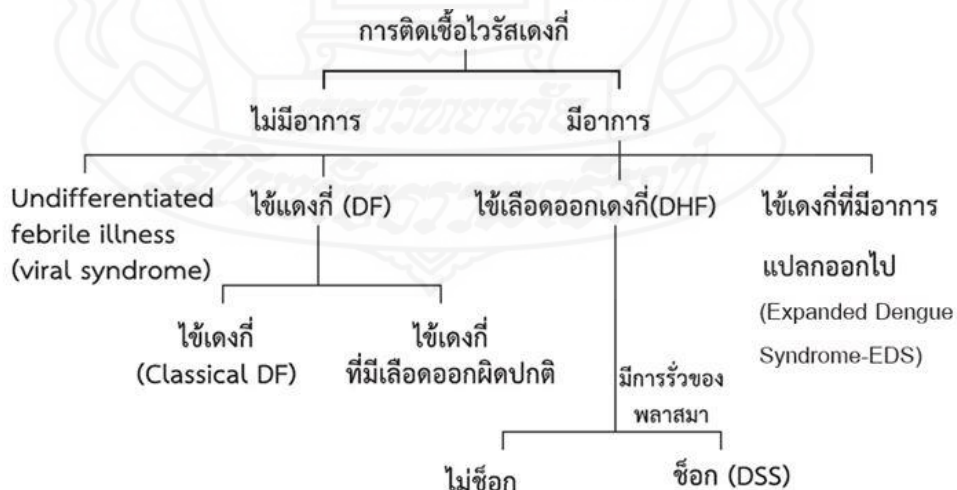 การติดเชื้อไวรัสเดงกี่
ไม่มีอาการ
มีอาการ
Undifferentiated
febrile illness
(viral syndrome)
ไข้แดงกี่ (DF)
ไข้เลือดออกเดงกี่(DHF)
ไข้เดงกี่ที่มีอาการ
แปลกออกไป
(Expanded Dengue
Syndrome-EDS)
ไข้เดงกี่
(Classical DF)
ไข้เดงกี่
ที่มีเลือดออกผิดปกติ
มีการรั่วของ
พลาสมา
ไม่ช็อก
ช็อก (DSS)